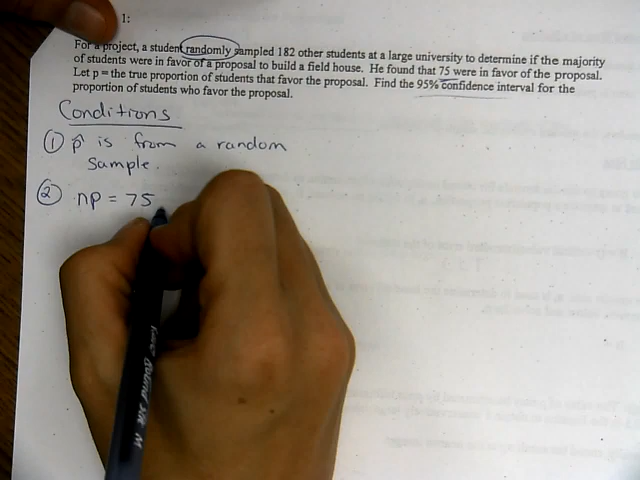 1:
For a project, a student randomly sampled 182 other students at a large university to determine if the majority
of students were in favor of a proposal to build a field house. He found that 75 were in favor of the proposal.
Let p = the true proportion of students that favor the proposal. Find the 95% confidence interval for the
proportion of students who favor the proposal.
Conditions
① p̂ is from a random
sample.
② np = 75